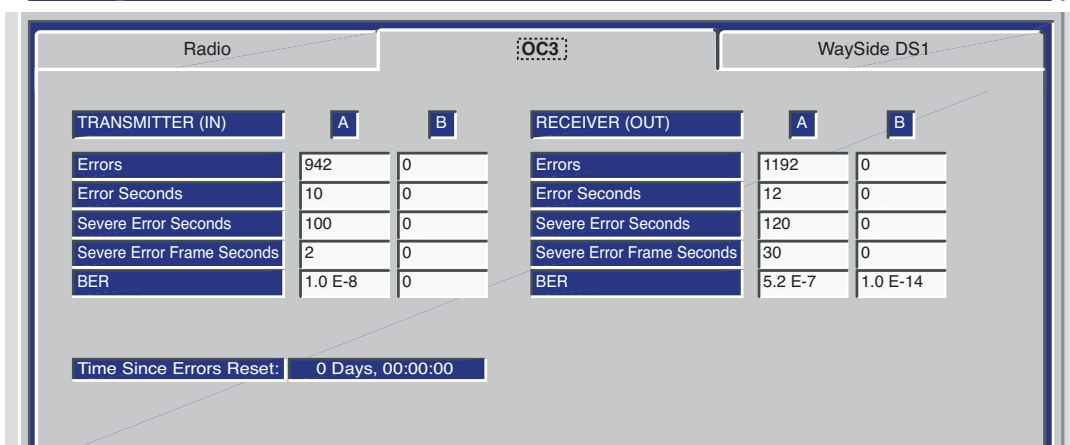 Radio OC3 WaySide DS1
TRANSMITTER (IN) A B RECEIVER (OUT) A B
Errors 942 0 Errors 1192 0
Error Seconds 10 0 Error Seconds 12 0
Severe Error Seconds 100 0 Severe Error Seconds 120 0
Severe Error Frame Seconds 2 0 Severe Error Frame Seconds 30 0
BER 1.0 E-8 0 BER 5.2 E-7 1.0 E-14
Time Since Errors Reset: 0 Days, 00:00:00